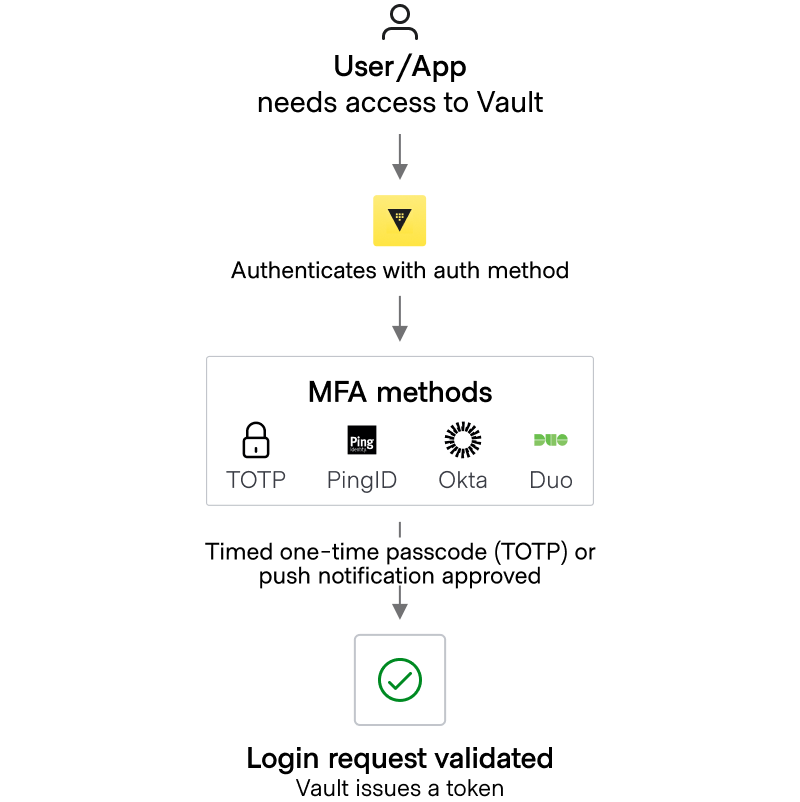 User/App
needs access to Vault
Authenticates with auth method
MFA methods
Ping
Identity
DUO
TOTP PingID Okta Duo
Timed one-time passcode (TOTP) or
push notification approved
Login request validated
Vault issues a token